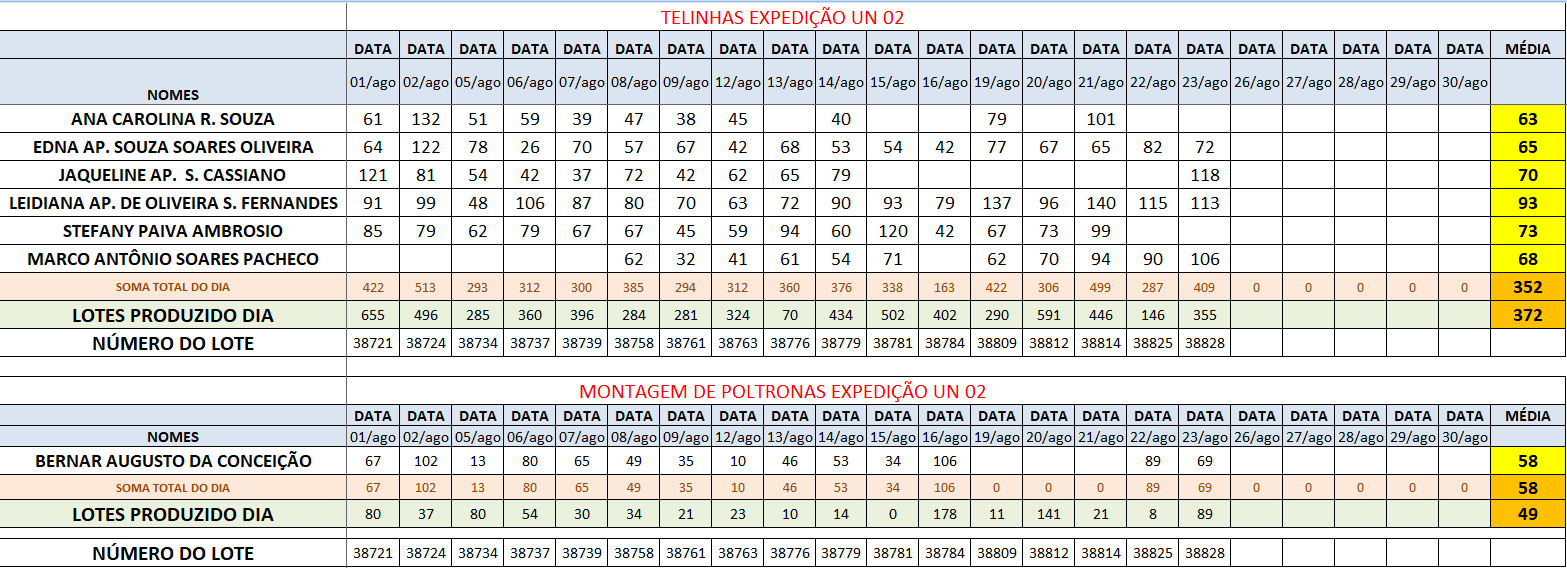 TELINHAS EXPEDIÇÃO UN 02
DATA DATA DATA DATA DATA DATA DATA DATA DATA DATA DATA DATA DATA DATA DATA DATA DATA DATA DATA DATA DATA DATA MÉDIA
NOMES 01/ago 02/ago 05/ago 06/ago 07/ago 08/ago 09/ago 12/ago 13/ago 14/ago 15/ago 16/ago 19/ago 20/ago 21/ago 22/ago 23/ago 26/ago 27/ago 28/ago 29/ago 30/ago
ANA CAROLINA R. SOUZA 61 132 51 59 39 47 38 45 40 79 101 63
EDNA AP. SOUZA SOARES OLIVEIRA 64 122 78 26 70 57 67 42 68 53 54 42 77 67 65 82 72 65
JAQUELINE AP. S. CASSIANO 121 81 54 42 37 72 42 62 65 79 118 70
LEIDIANA AP. DE OLIVEIRA S. FERNANDES 91 99 48 106 87 80 70 63 72 90 93 79 137 96 140 115 113 93
STEFANY PAIVA AMBROSIO 85 79 62 79 67 67 45 59 94 60 120 42 67 73 99 73
MARCO ANTÔNIO SOARES PACHECO 62 32 41 61 54 71 62 70 94 90 106 68
SOMA TOTAL DO DIA 422 513 293 312 300 385 294 312 360 376 338 163 422 306 499 287 409 0 0 0 0 0 352
LOTES PRODUZIDO DIA 655 496 285 360 396 284 281 324 70 434 502 402 290 591 446 146 355 372
NÚMERO DO LOTE 38721 38724 38734 38737 38739 38758 38761 38763 38776 38779 38781 38784 38809 38812 38814 38825 38828
MONTAGEM DE POLTRONAS EXPEDIÇÃO UN 02
DATA DATA DATA DATA DATA DATA DATA DATA DATA DATA DATA DATA DATA DATA DATA DATA DATA DATA DATA DATA DATA DATA MÉDIA
NOMES 01/ago 02/ago 05/ago 06/ago 07/ago 08/ago 09/ago 12/ago 13/ago 14/ago 15/ago 16/ago 19/ago 20/ago 21/ago 22/ago 23/ago 26/ago 27/ago 28/ago 29/ago 30/ago
BERNAR AUGUSTO DA CONCEIÇÃO 67 102 13 80 65 49 35 10 46 53 34 106 89 69 58
SOMA TOTAL DO DIA 67 102 13 80 65 49 35 10 46 53 34 106 0 0 0 89 69 0 0 0 0 0 58
LOTES PRODUZIDO DIA 80 37 80 54 30 34 21 23 10 14 0 178 11 141 21 8 89 49
NÚMERO DO LOTE 38721 38724 38734 38737 38739 38758 38761 38763 38776 38779 38781 38784 38809 38812 38814 38825 38828